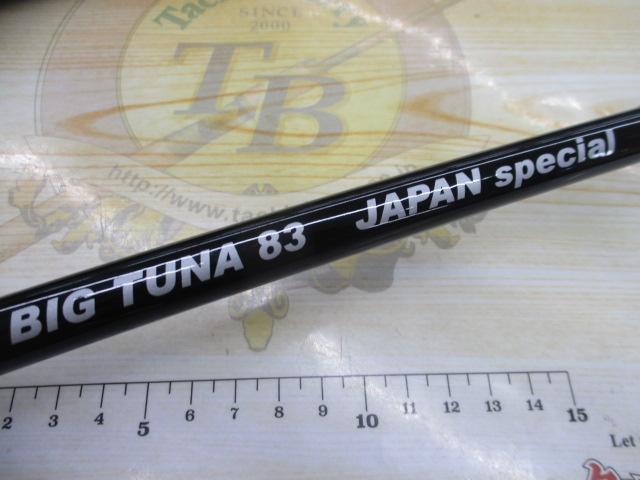 SINCE
2000
TB
http://www.tack
BIG TUNA 83 JAPAN special
2 3 4 5 6 7 8 9 10 11 12 13 14 15
Let